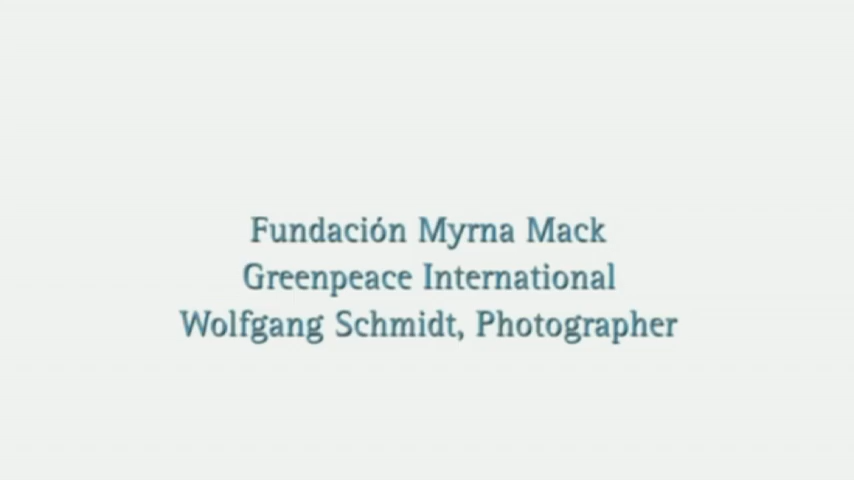 Fundación Myrna Mack
Greenpeace International
Wolfgang Schmidt, Photographer